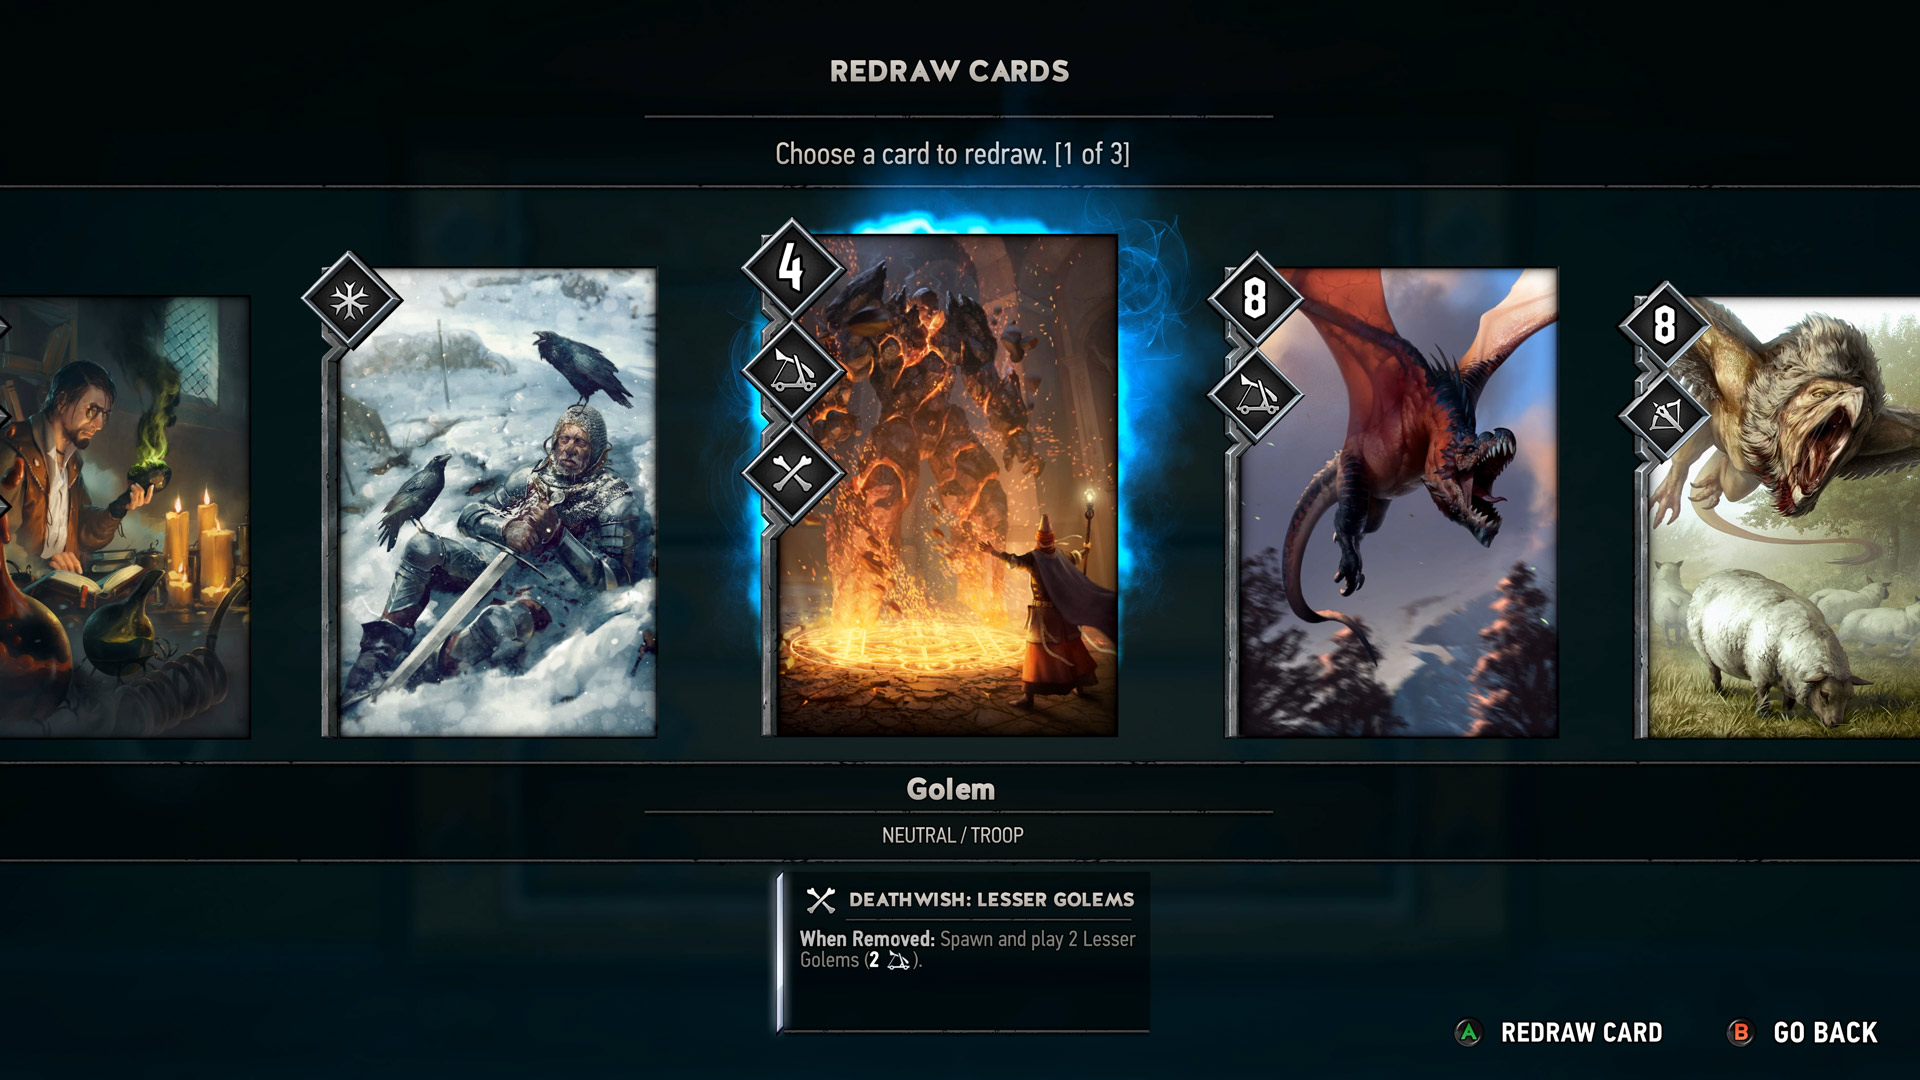 REDRAW CARDS
Choose a card to redraw. [1 of 3]
4
8
8
Golem
NEUTRAL / TROOP
DEATHWISH: LESSER GOLEMS
When Removed: Spawn and play 2 Lesser
Golems (2 ).
A REDRAW CARD B GO BACK